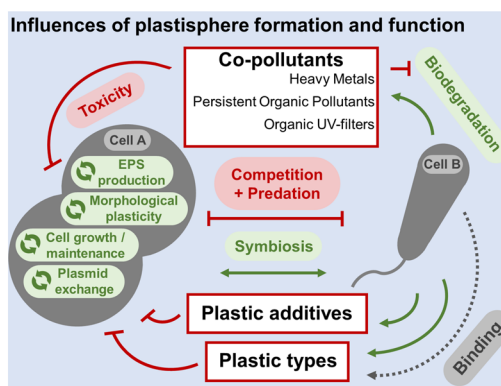 Influences of plastisphere formation and function
Co-pollutants
Heavy Metals
Persistent Organic Pollutants
Organic UV-filters
Toxicity
Biodegradation
Cell A
EPS
production
Morphological
plasticity
Cell growth /
maintenance
Plasmid
exchange
Competition
+ Predation
Symbiosis
Cell B
Plastic additives
Plastic types
Binding